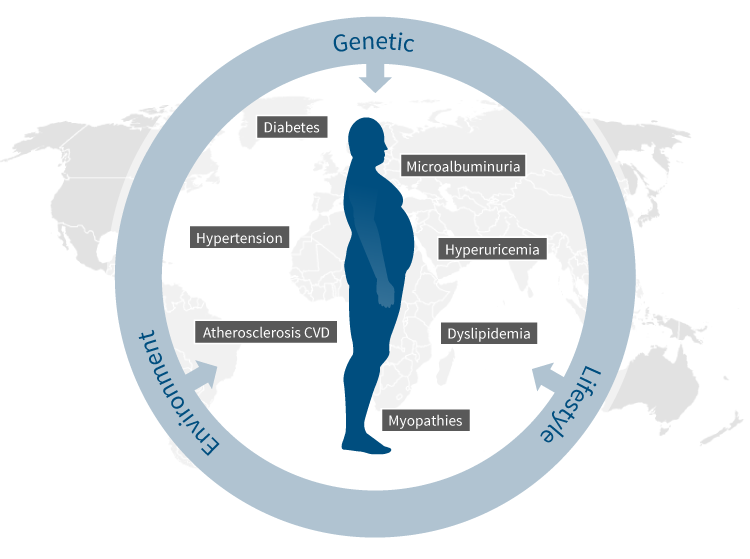 Genetic
Diabetes
Microalbuminuria
Hypertension
Hyperuricemia
Atherosclerosis CVD
Dyslipidemia
Environment
Lifestyle
Myopathies